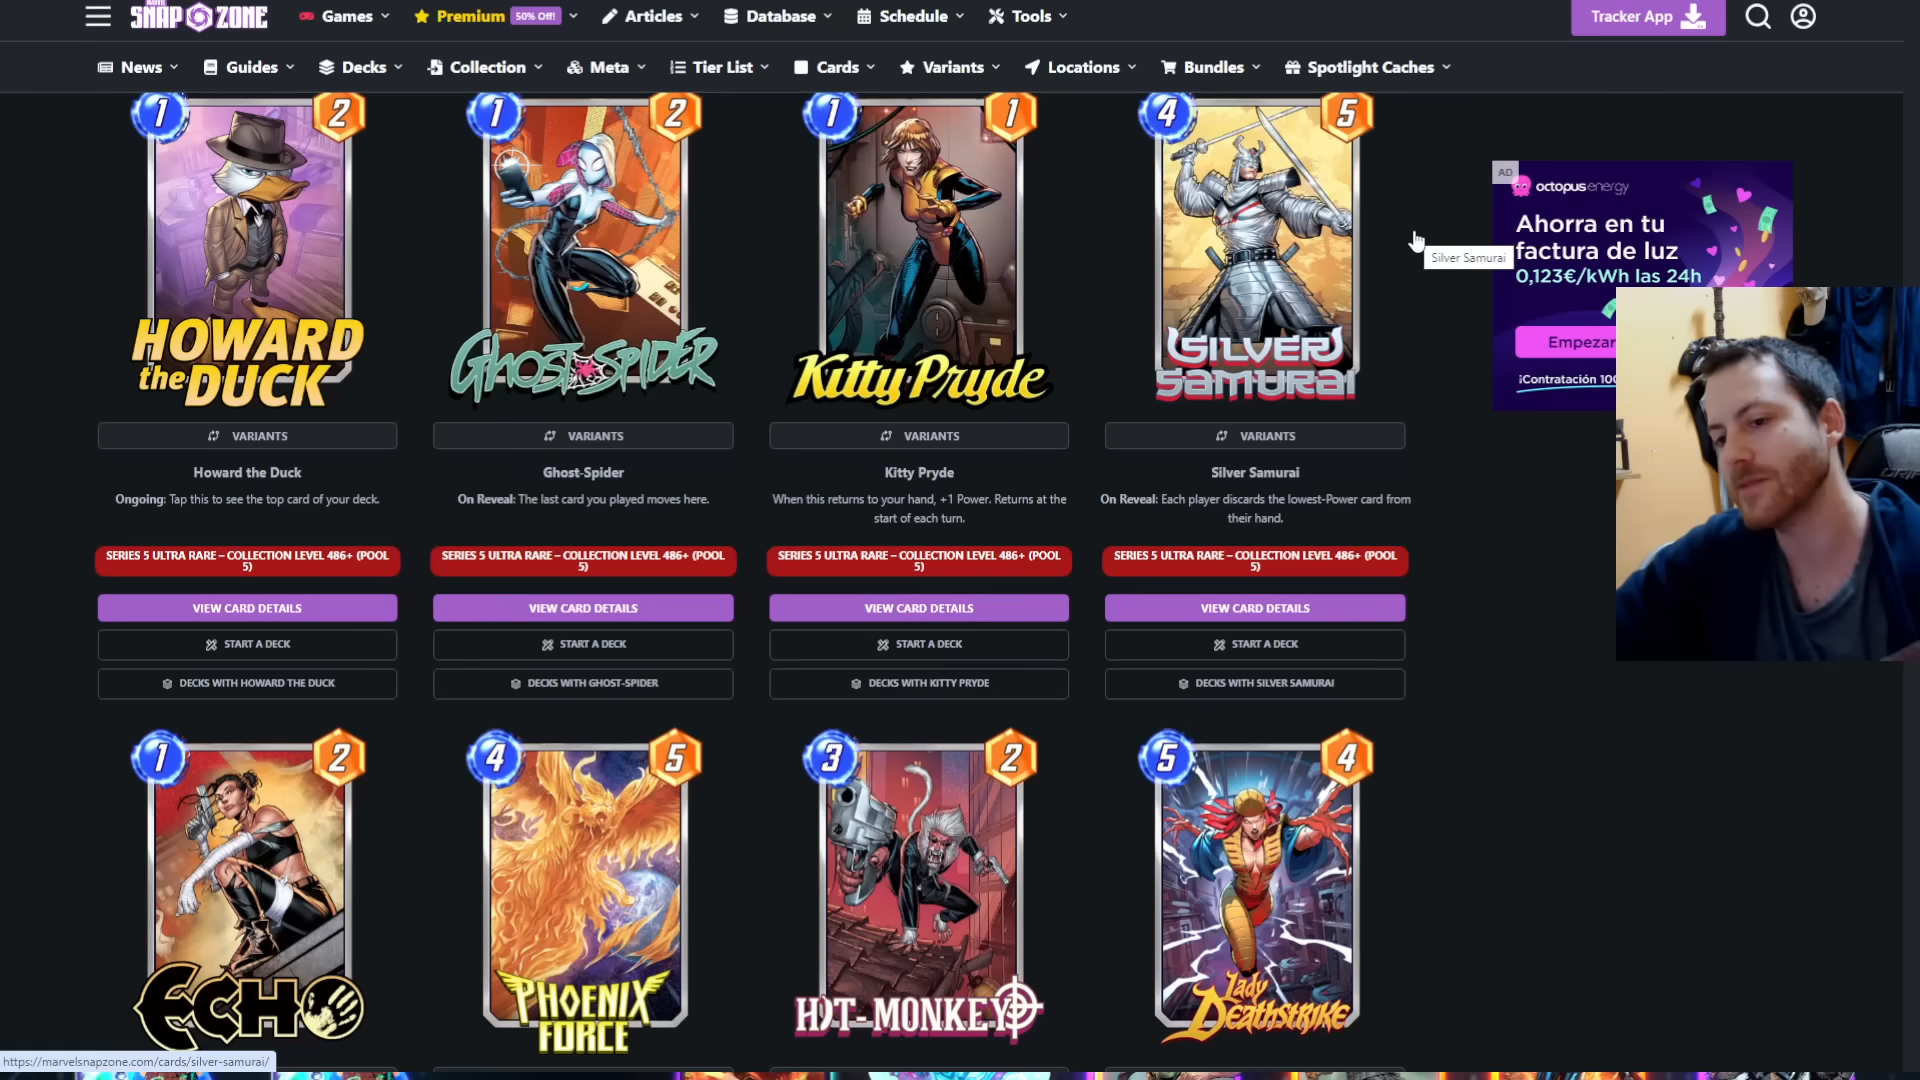 MARVEL
SNAP ZONE
Games
Premium
50% Off!
Articles
Database
Schedule
Tools
Tracker App
News
Guides
Decks
Collection
Meta
Tier List
Cards
Variants
Locations
Bundles
Spotlight Caches
1 2
1 2
1 1
4 5
HOWARD
the DUCK
GHOST-SPIDER
Kitty Pryde
SILVER
SAMURAI
Silver Samurai
AD
octopusenergy
Ahorra en tu
factura de luz
0,123€/kWh las 24h
Empezar
¡Contratación 100
VARIANTS
VARIANTS
VARIANTS
VARIANTS
Howard the Duck
Ghost-Spider
Kitty Pryde
Silver Samurai
Ongoing: Tap this to see the top card of your deck.
On Reveal: The last card you played moves here.
When this returns to your hand, +1 Power. Returns at the
start of each turn.
On Reveal: Each player discards the lowest-Power card from
their hand.
SERIES 5 ULTRA RARE – COLLECTION LEVEL 486+ (POOL
5)
SERIES 5 ULTRA RARE – COLLECTION LEVEL 486+ (POOL
5)
SERIES 5 ULTRA RARE – COLLECTION LEVEL 486+ (POOL
5)
SERIES 5 ULTRA RARE – COLLECTION LEVEL 486+ (POOL
5)
VIEW CARD DETAILS
VIEW CARD DETAILS
VIEW CARD DETAILS
VIEW CARD DETAILS
START A DECK
START A DECK
START A DECK
START A DECK
DECKS WITH HOWARD THE DUCK
DECKS WITH GHOST-SPIDER
DECKS WITH KITTY PRYDE
DECKS WITH SILVER SAMURAI
1 2
4 5
3 2
5 4
ECHO
PHOENIX
FORCE
HIT-MONKEY
Lady
Deathstrike
https://marvelsnapzone.com/cards/silver-samurai/